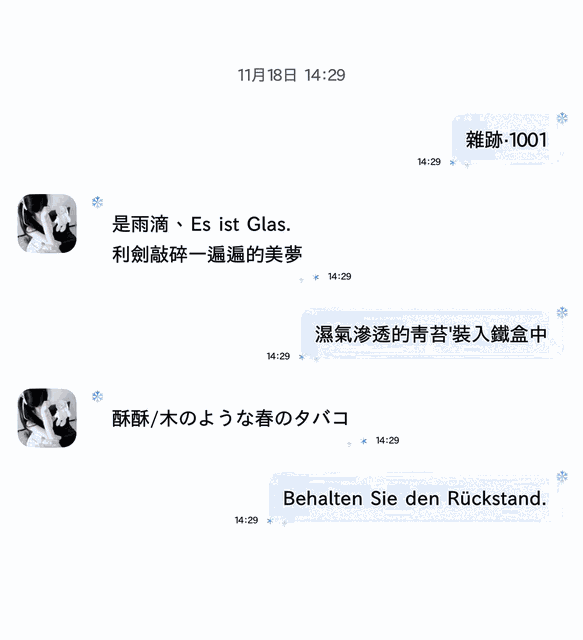 11月18日 14:29
雜跡·1001
14:29
是雨滴、Es ist Glas.
利劍敲碎一遍遍的美夢
14:29
濕氣滲透的青苔'裝入鐵盒中
14:29
酥酥/木のような春のタバコ
14:29
Behalten Sie den Rückstand.
14:29